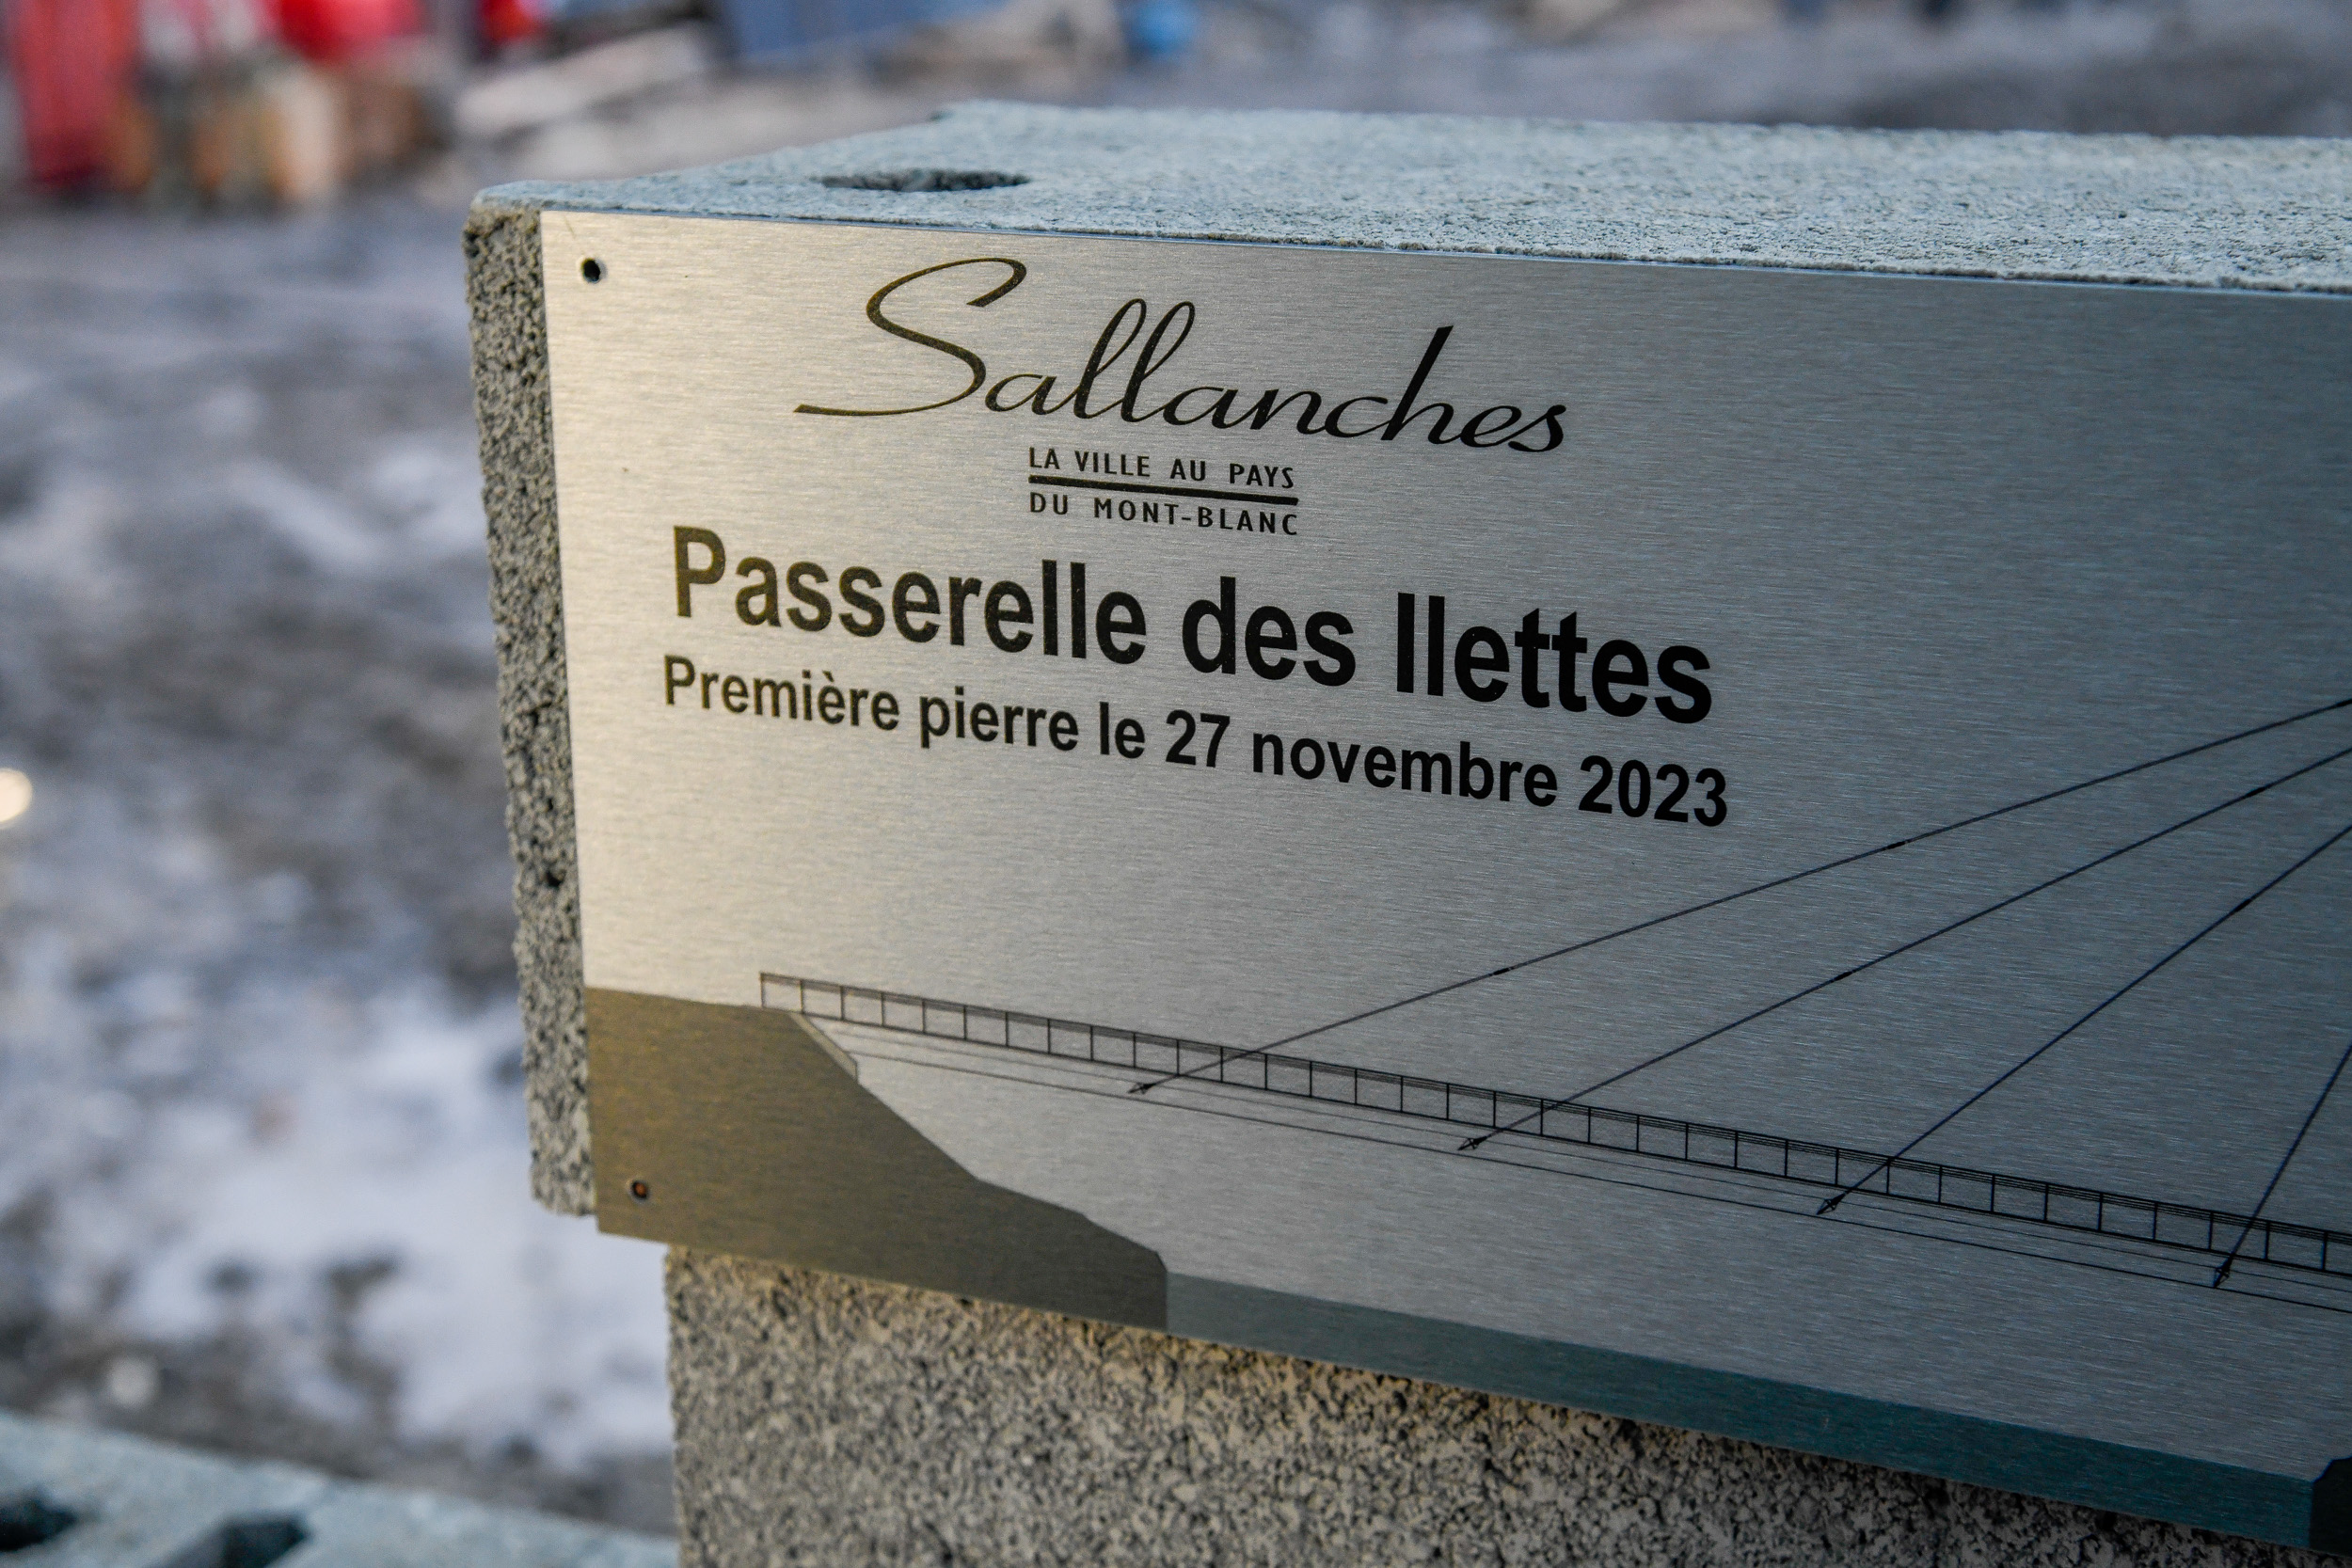 Sallanches
LA VILLE AU PAYS
DU MONT-BLANC
Passerelle des Ilettes
Première pierre le 27 novembre 2023